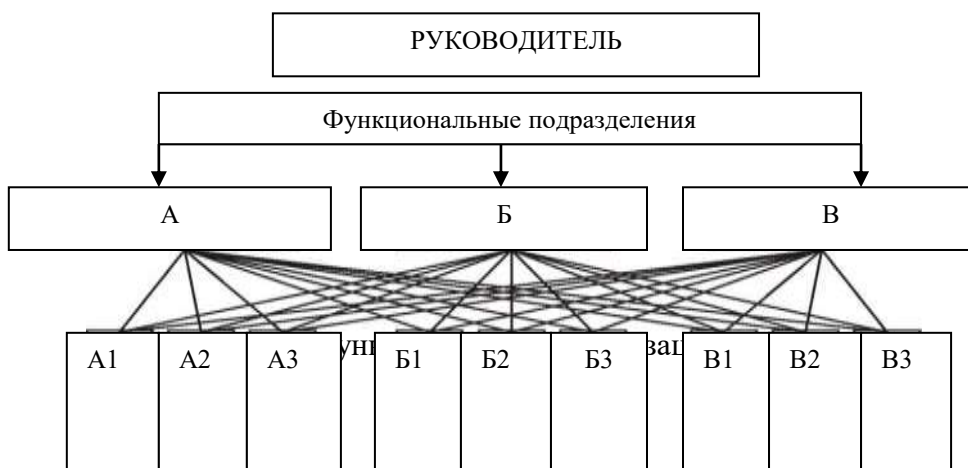 РУКОВОДИТЕЛЬ
Функциональные подразделения
А Б В
А1 А2 А3 Б1 Б2 Б3 В1 В2 В3